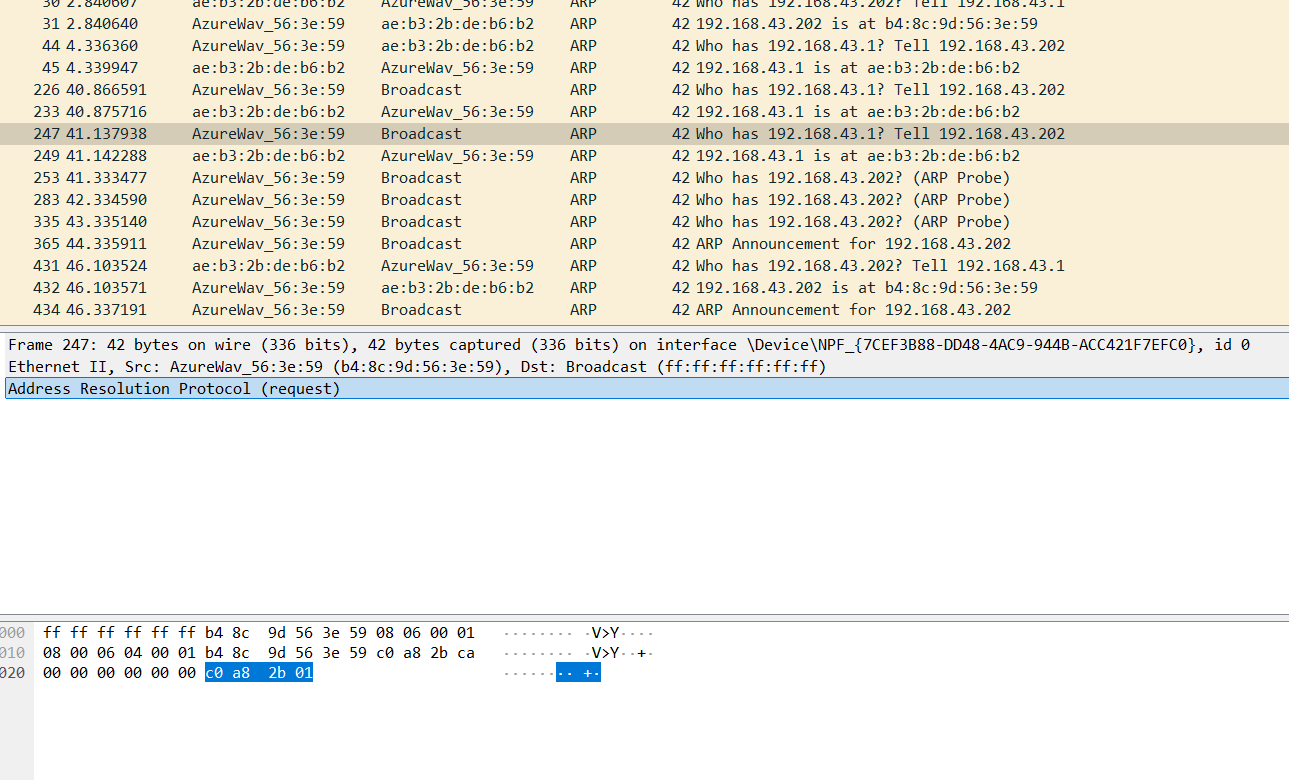 30 2.840607 ae:b3:2b:de:b6:b2 AzureWav_56:3e:59 ARP 42 Who has 192.168.43.202? Tell 192.168.43.1
31 2.840640 AzureWav_56:3e:59 ae:b3:2b:de:b6:b2 ARP 42 192.168.43.202 is at b4:8c:9d:56:3e:59
44 4.336360 AzureWav_56:3e:59 ae:b3:2b:de:b6:b2 ARP 42 Who has 192.168.43.1? Tell 192.168.43.202
45 4.339947 ae:b3:2b:de:b6:b2 AzureWav_56:3e:59 ARP 42 192.168.43.1 is at ae:b3:2b:de:b6:b2
226 40.866591 AzureWav_56:3e:59 Broadcast ARP 42 Who has 192.168.43.1? Tell 192.168.43.202
233 40.875716 ae:b3:2b:de:b6:b2 AzureWav_56:3e:59 ARP 42 192.168.43.1 is at ae:b3:2b:de:b6:b2
247 41.137938 AzureWav_56:3e:59 Broadcast ARP 42 Who has 192.168.43.1? Tell 192.168.43.202
249 41.142288 ae:b3:2b:de:b6:b2 AzureWav_56:3e:59 ARP 42 192.168.43.1 is at ae:b3:2b:de:b6:b2
253 41.333477 AzureWav_56:3e:59 Broadcast ARP 42 Who has 192.168.43.202? (ARP Probe)
283 42.334590 AzureWav_56:3e:59 Broadcast ARP 42 Who has 192.168.43.202? (ARP Probe)
335 43.335140 AzureWav_56:3e:59 Broadcast ARP 42 Who has 192.168.43.202? (ARP Probe)
365 44.335911 AzureWav_56:3e:59 Broadcast ARP 42 ARP Announcement for 192.168.43.202
431 46.103524 ae:b3:2b:de:b6:b2 AzureWav_56:3e:59 ARP 42 Who has 192.168.43.202? Tell 192.168.43.1
432 46.103571 AzureWav_56:3e:59 ae:b3:2b:de:b6:b2 ARP 42 192.168.43.202 is at b4:8c:9d:56:3e:59
434 46.337191 AzureWav_56:3e:59 Broadcast ARP 42 ARP Announcement for 192.168.43.202
Frame 247: 42 bytes on wire (336 bits), 42 bytes captured (336 bits) on interface \Device\NPF_{7CEF3B88-DD48-4AC9-944B-ACC421F7EFC0}, id 0
Ethernet II, Src: AzureWav_56:3e:59 (b4:8c:9d:56:3e:59), Dst: Broadcast (ff:ff:ff:ff:ff:ff)
Address Resolution Protocol (request)
000 ff ff ff ff ff ff b4 8c 9d 56 3e 59 08 06 00 01 ········ ·V>Y····
010 08 00 06 04 00 01 b4 8c 9d 56 3e 59 c0 a8 2b ca ········ ·V>Y··+·
020 00 00 00 00 00 00 c0 a8 2b 01 ········ +·